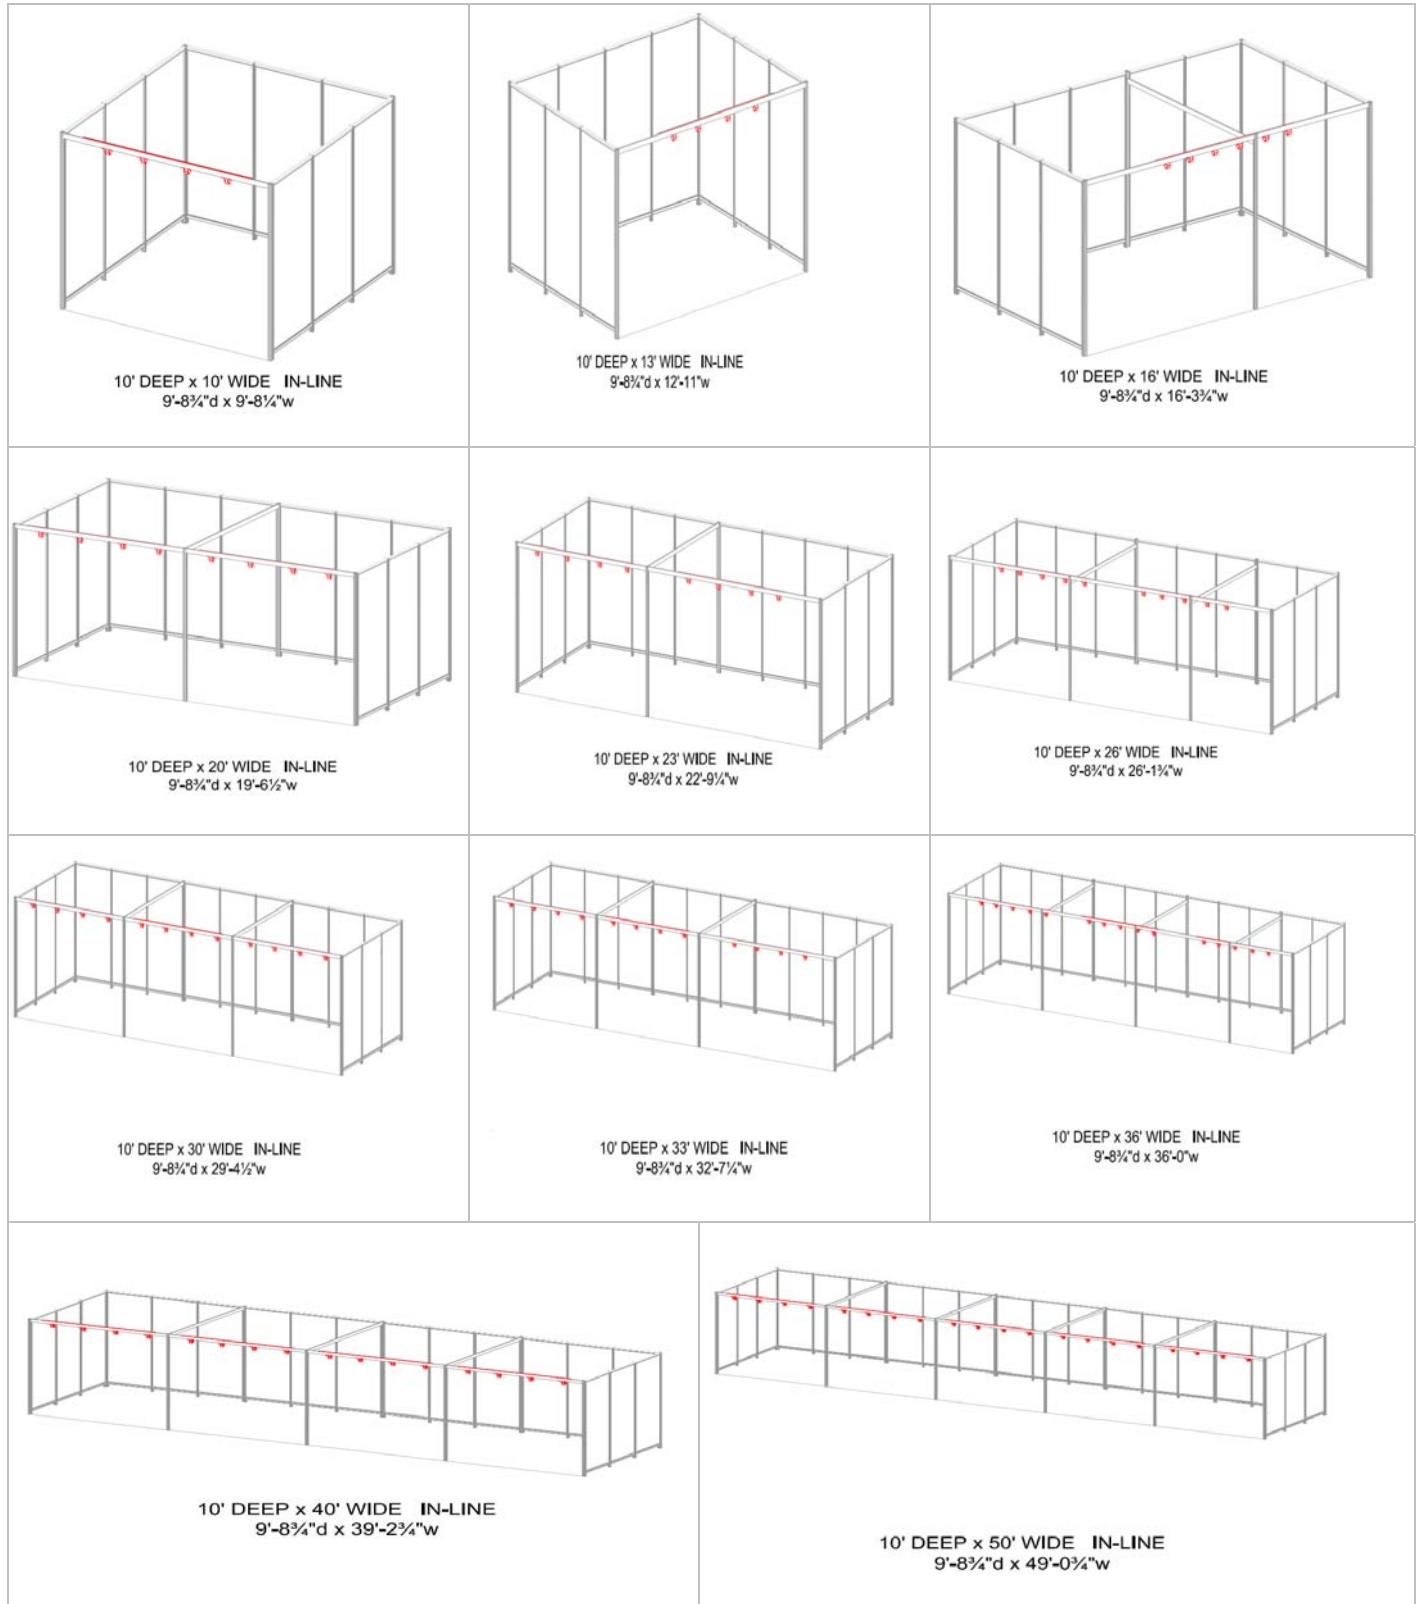 10' DEEP x 10' WIDE IN-LINE
9'-8¾"d x 9'-8¼"w
10' DEEP x 13' WIDE IN-LINE
9'-8¾"d x 12'-11"w
10' DEEP x 16' WIDE IN-LINE
9'-8¾"d x 16'-3¾"w
10' DEEP x 20' WIDE IN-LINE
9'-8¾"d x 19'-6½"w
10' DEEP x 23' WIDE IN-LINE
9'-8¾"d x 22'-9¼"w
10' DEEP x 26' WIDE IN-LINE
9'-8¾"d x 26'-1¾"w
10' DEEP x 30' WIDE IN-LINE
9'-8¾"d x 29'-4½"w
10' DEEP x 33' WIDE IN-LINE
9'-8¾"d x 32'-7¼"w
10' DEEP x 36' WIDE IN-LINE
9'-8¾"d x 36'-0"w
10' DEEP x 40' WIDE IN-LINE
9'-8¾"d x 39'-2¾"w
10' DEEP x 50' WIDE IN-LINE
9'-8¾"d x 49'-0¾"w